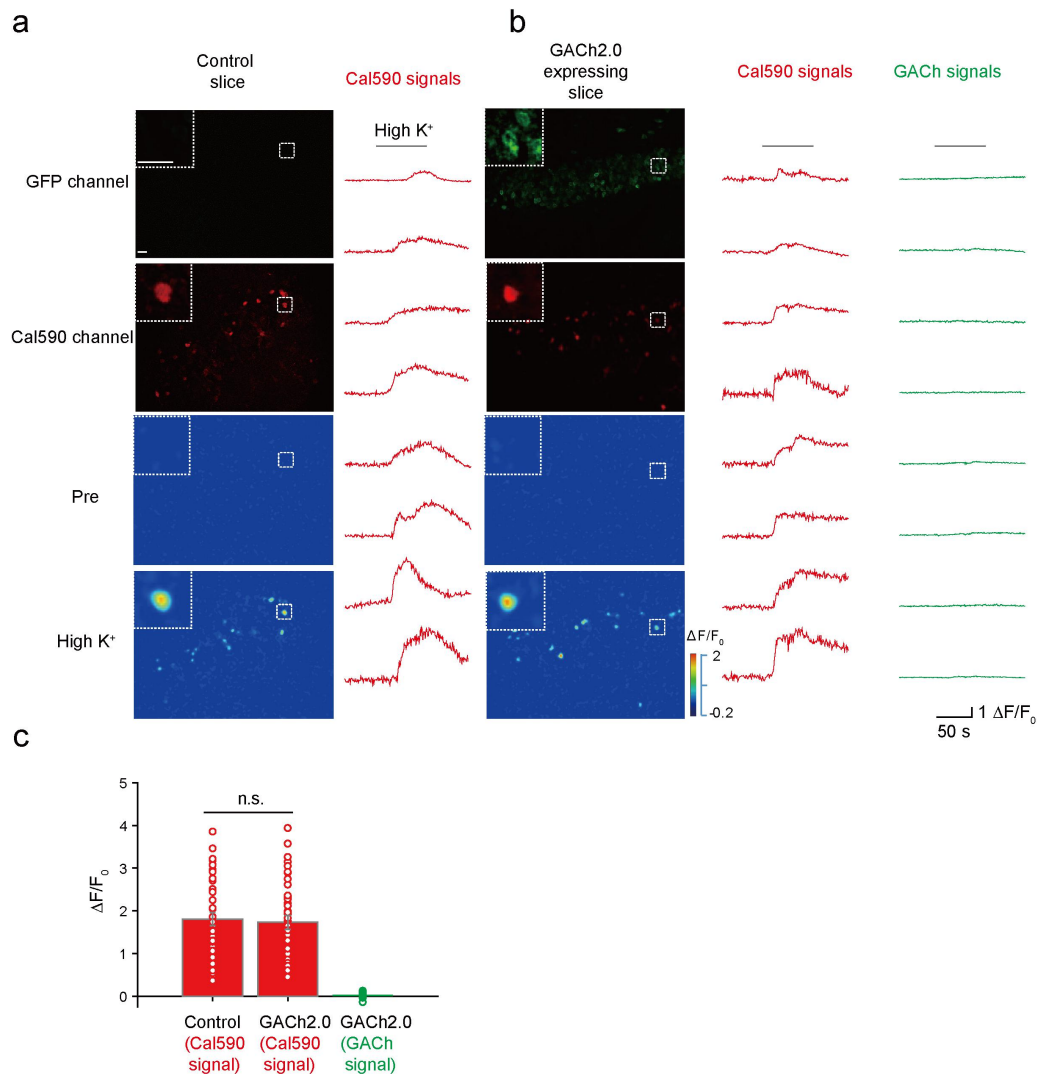 a
b
Control
slice
Cal590 signals
GACh2.0
expressing
slice
Cal590 signals
GACh signals
High K⁺
GFP channel
Cal590 channel
Pre
High K⁺
ΔF/F₀
2
-0.2
1 ΔF/F₀
50 s
c
5
4
3
2
1
0
ΔF/F₀
n.s.
Control
(Cal590
signal)
GACh2.0
(Cal590
signal)
GACh2.0
(GACh
signal)